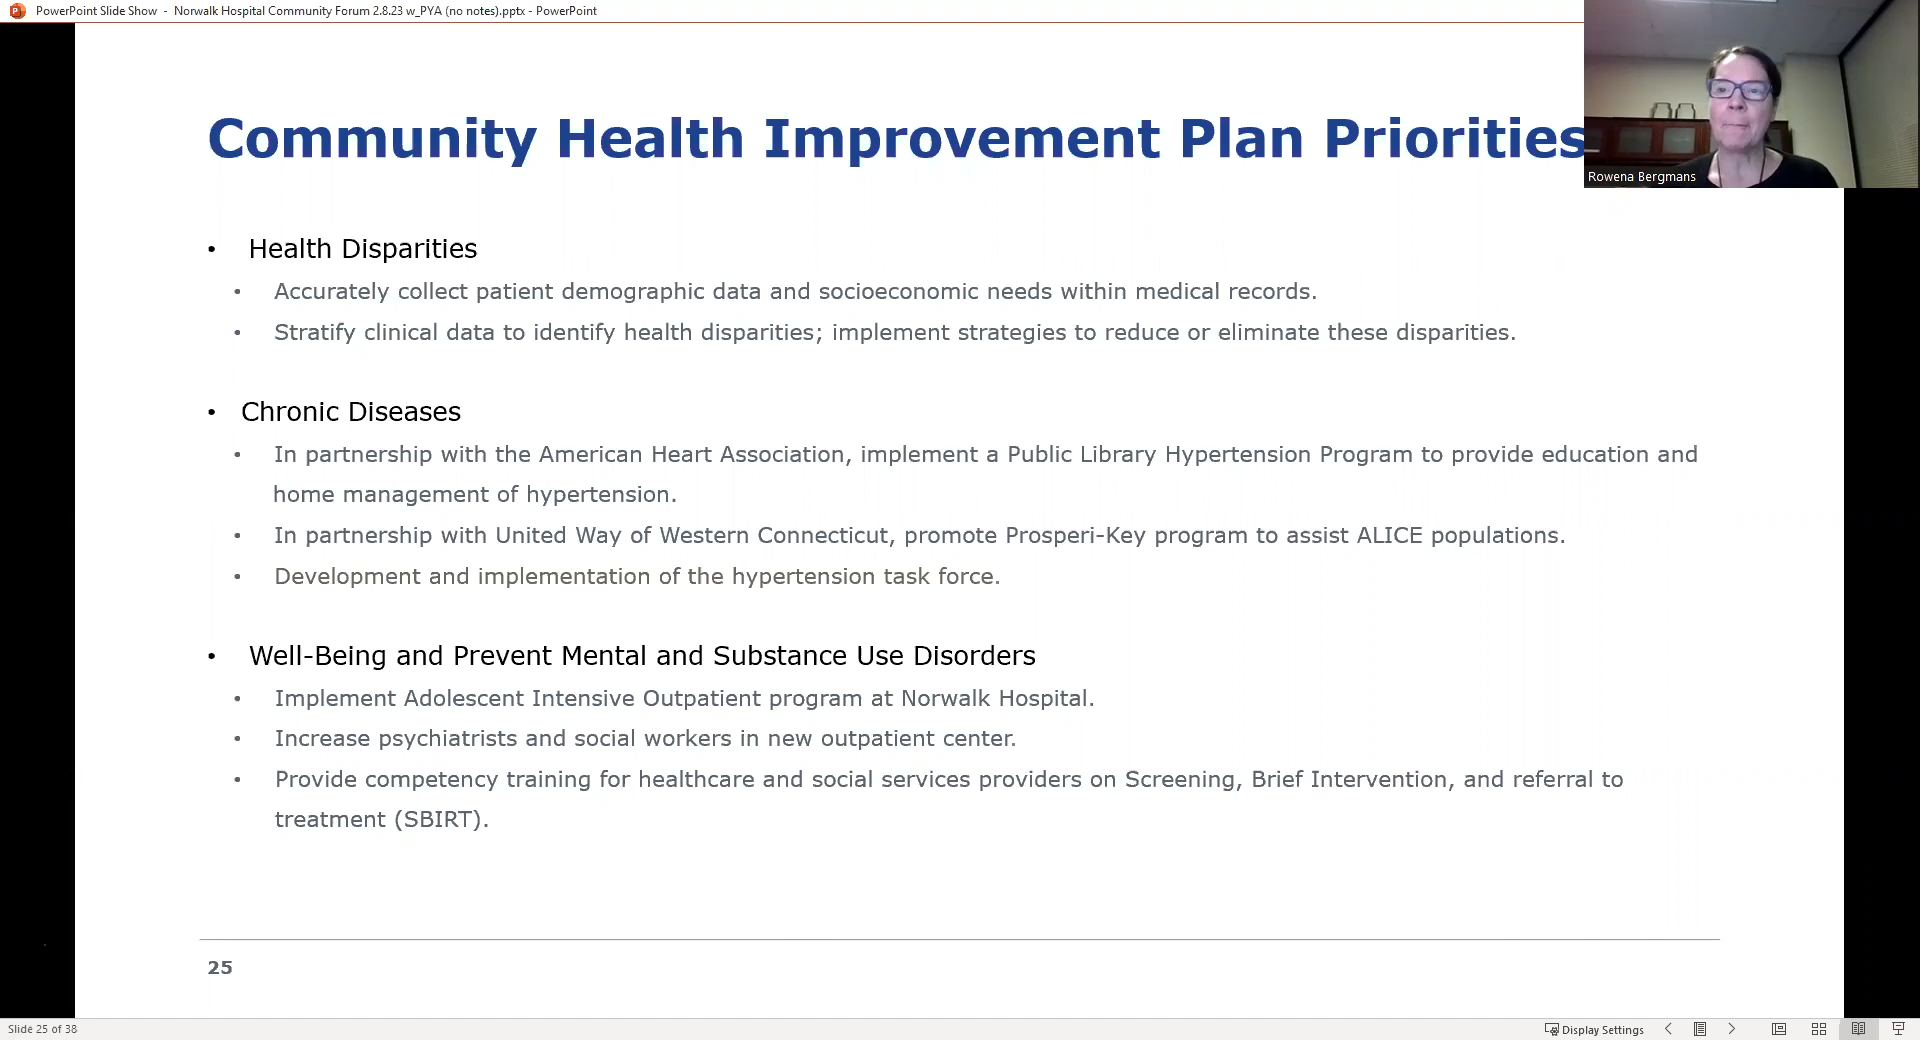 PowerPoint Slide Show - Norwalk Hospital Community Forum 2.8.23 w_PYA (no notes).pptx - PowerPoint
Community Health Improvement Plan Priorities
Rowena Bergmans
• Health Disparities
• Accurately collect patient demographic data and socioeconomic needs within medical records.
• Stratify clinical data to identify health disparities; implement strategies to reduce or eliminate these disparities.
• Chronic Diseases
• In partnership with the American Heart Association, implement a Public Library Hypertension Program to provide education and
home management of hypertension.
• In partnership with United Way of Western Connecticut, promote Prosperi-Key program to assist ALICE populations.
• Development and implementation of the hypertension task force.
• Well-Being and Prevent Mental and Substance Use Disorders
• Implement Adolescent Intensive Outpatient program at Norwalk Hospital.
• Increase psychiatrists and social workers in new outpatient center.
• Provide competency training for healthcare and social services providers on Screening, Brief Intervention, and referral to
treatment (SBIRT).
25
Slide 25 of 38
Display Settings